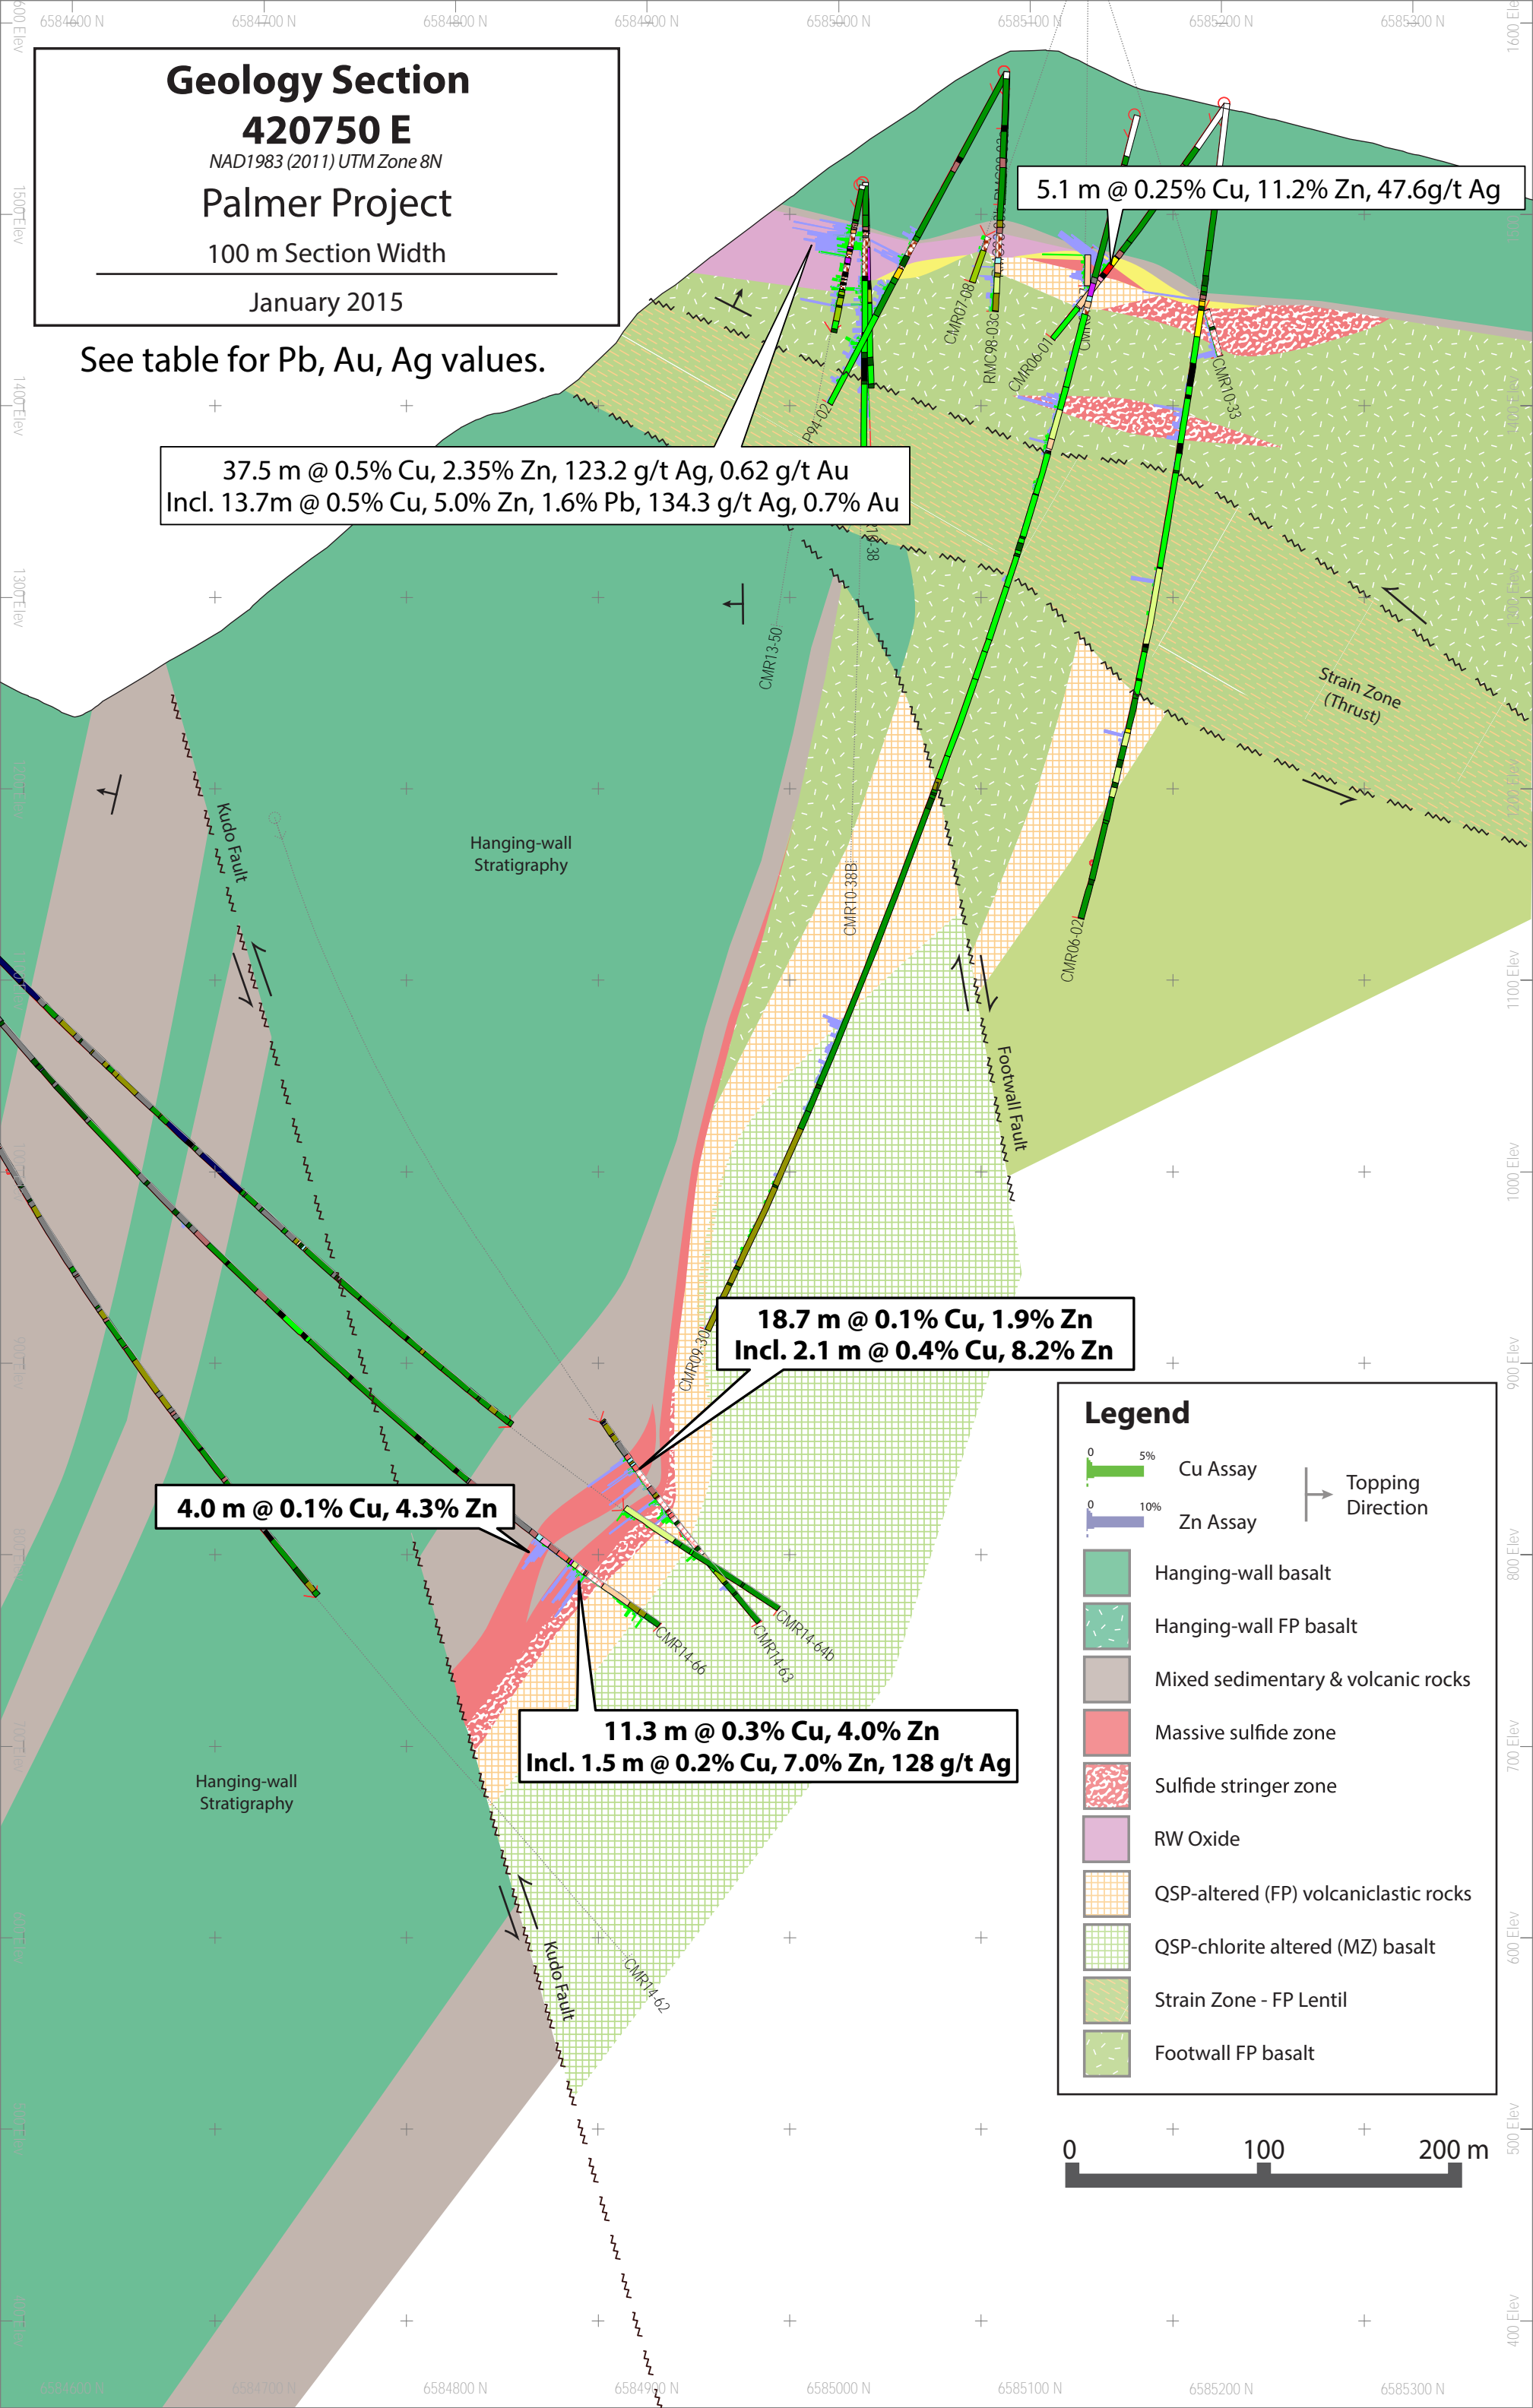 6584600 N
6584700 N
6584800 N
6584900 N
6585000 N
6585100 N
6585200 N
6585300 N
600 Elev
1600 Ele
Geology Section
420750 E
NAD1983 (2011) UTM Zone 8N
Palmer Project
100 m Section Width
January 2015
See table for Pb, Au, Ag values.
1500 Elev
5.1 m @ 0.25% Cu, 11.2% Zn, 47.6g/t Ag
CMR07-08
RMC98-03c
CMR06-01
CMR10-33
P94-02
1400 Elev
37.5 m @ 0.5% Cu, 2.35% Zn, 123.2 g/t Ag, 0.62 g/t Au
Incl. 13.7m @ 0.5% Cu, 5.0% Zn, 1.6% Pb, 134.3 g/t Ag, 0.7% Au
1300 Elev
CMR13-50
Strain Zone
(Thrust)
Kudo Fault
Hanging-wall
Stratigraphy
CMR10-38B
CMR06-02
1100 Elev
Footwall Fault
1000 Elev
CMR09-30
18.7 m @ 0.1% Cu, 1.9% Zn
Incl. 2.1 m @ 0.4% Cu, 8.2% Zn
900 Elev
4.0 m @ 0.1% Cu, 4.3% Zn
800 Elev
CMR14-66
CMR14-63
CMR14-64b
11.3 m @ 0.3% Cu, 4.0% Zn
Incl. 1.5 m @ 0.2% Cu, 7.0% Zn, 128 g/t Ag
700 Elev
Hanging-wall
Stratigraphy
Kudo Fault
CMR14-62
600 Elev
Legend
0 5%
Cu Assay
0 10%
Zn Assay
Topping
Direction
Hanging-wall basalt
Hanging-wall FP basalt
Mixed sedimentary & volcanic rocks
Massive sulfide zone
Sulfide stringer zone
RW Oxide
QSP-altered (FP) volcaniclastic rocks
QSP-chlorite altered (MZ) basalt
Strain Zone - FP Lentil
Footwall FP basalt
500 Elev
0 100 200 m
400 Elev
6584600 N
6584700 N
6584800 N
6584900 N
6585000 N
6585100 N
6585200 N
6585300 N